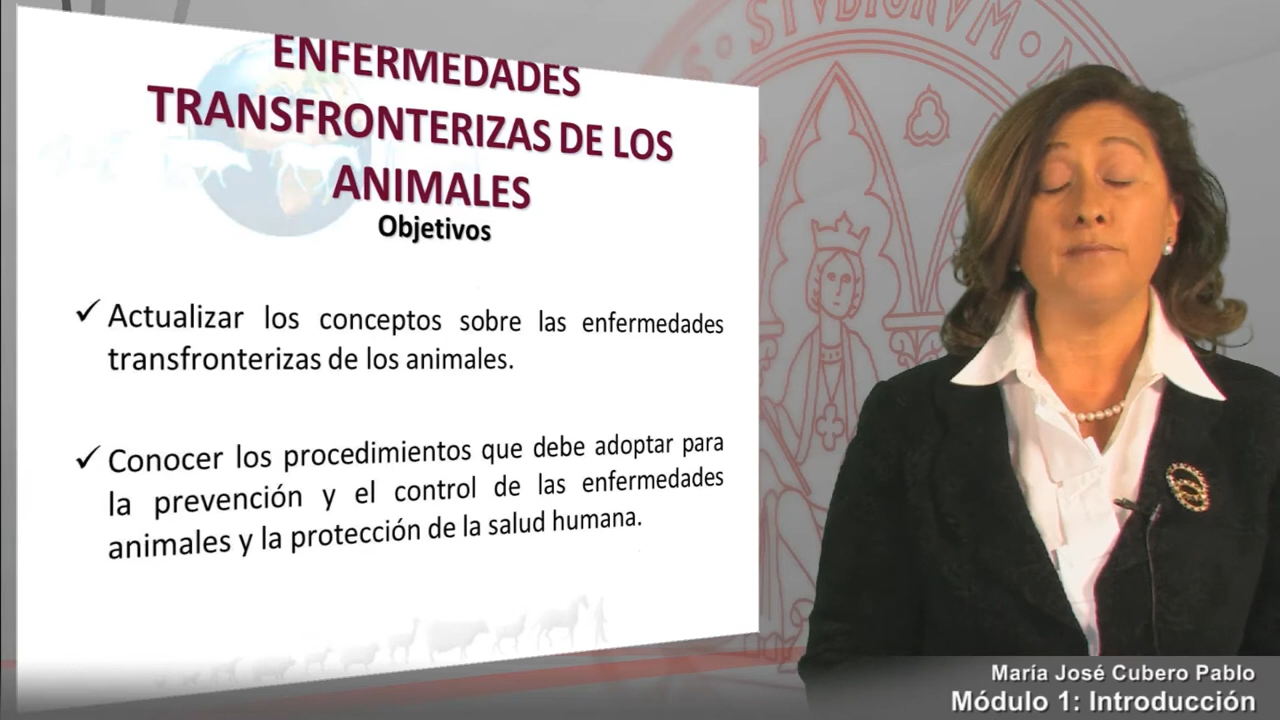 ENFERMEDADES
TRANSFRONTERIZAS DE LOS
ANIMALES
Objetivos
✓ Actualizar los conceptos sobre las enfermedades
transfronterizas de los animales.
✓ Conocer los procedimientos que debe adoptar para
la prevención y el control de las enfermedades
animales y la protección de la salud humana.
STVDIORVM
María José Cubero Pablo
Módulo 1: Introducción